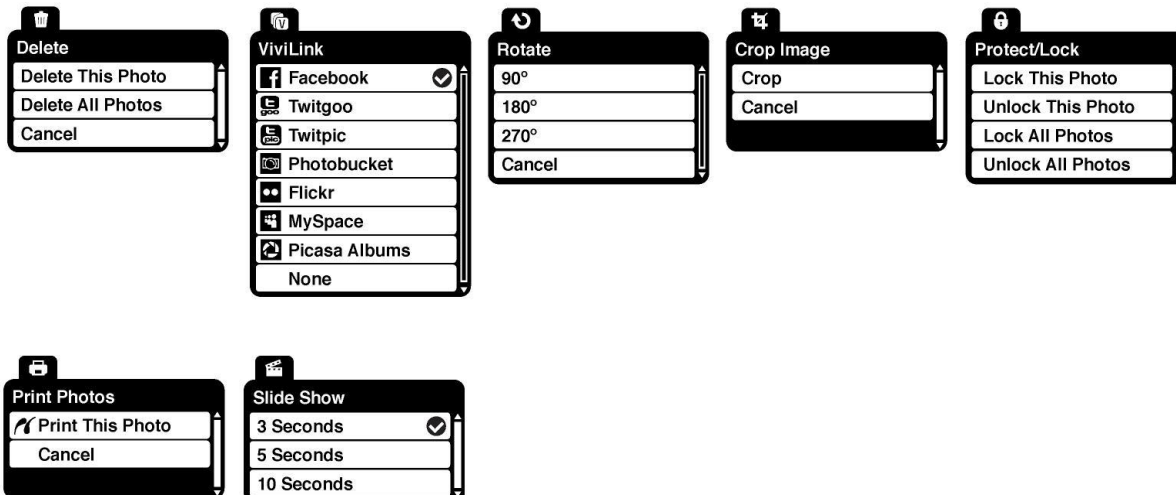 Delete
Delete This Photo
Delete All Photos
Cancel
V
ViviLink
Facebook
goo Twitgoo
pic Twitpic
Photobucket
Flickr
MySpace
Picasa Albums
None
Rotate
90°
180°
270°
Cancel
Crop Image
Crop
Cancel
Protect/Lock
Lock This Photo
Unlock This Photo
Lock All Photos
Unlock All Photos
Print Photos
Print This Photo
Cancel
Slide Show
3 Seconds
5 Seconds
10 Seconds